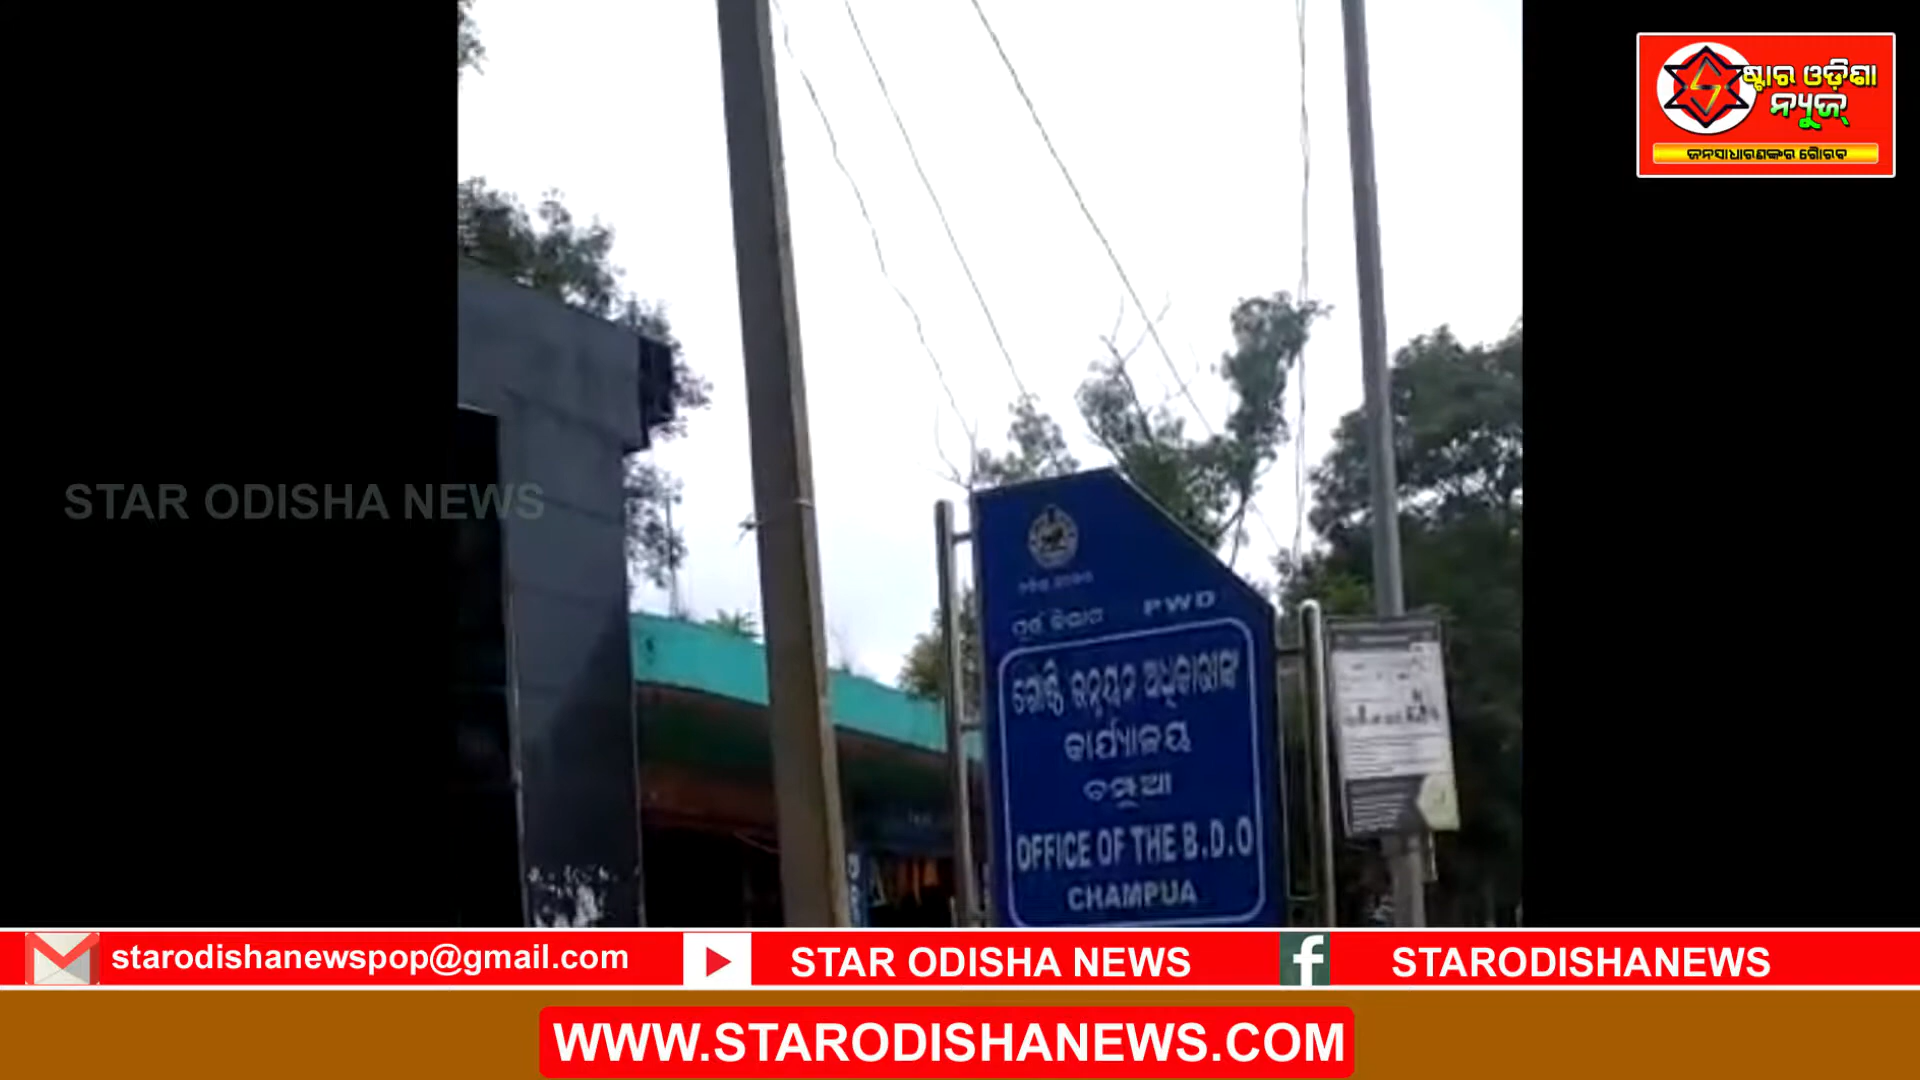 ଷ୍ଟାର ଓଡ଼ିଶା
ନ୍ୟୁଜ୍
ଜନସାଧାରଣଙ୍କର ଗୌରବ
STAR ODISHA NEWS
ପୂର୍ତ୍ତ ବିଭାଗ PWD
ଗୋଷ୍ଠୀ ଉନ୍ନୟନ ଅଧିକାରୀଙ୍କ
କାର୍ଯ୍ୟାଳୟ
ଚମ୍ପୁଆ
OFFICE OF THE B.D.O
CHAMPUA
starodishanewspop@gmail.com STAR ODISHA NEWS STARODISHANEWS
WWW.STARODISHANEWS.COM